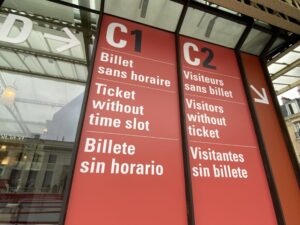 D →
C1
Billet
sans horaire
Ticket
without
time slot
Billete
sin horario
C2
Visiteurs
sans billet
Visitors
without
ticket
Visitantes
sin billete